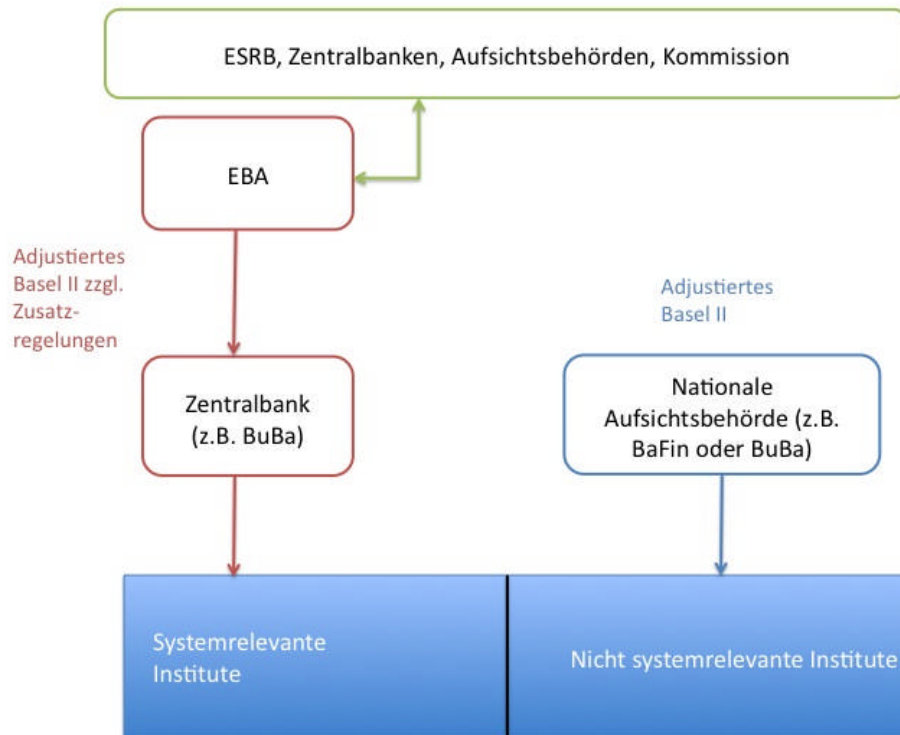 ESRB, Zentralbanken, Aufsichtsbehörden, Kommission
EBA
Adjustiertes
Basel II zzgl.
Zusatz-
regelungen
Adjustiertes
Basel II
Zentralbank
(z.B. BuBa)
Nationale
Aufsichtsbehörde (z.B.
BaFin oder BuBa)
Systemrelevante
Institute
Nicht systemrelevante Institute